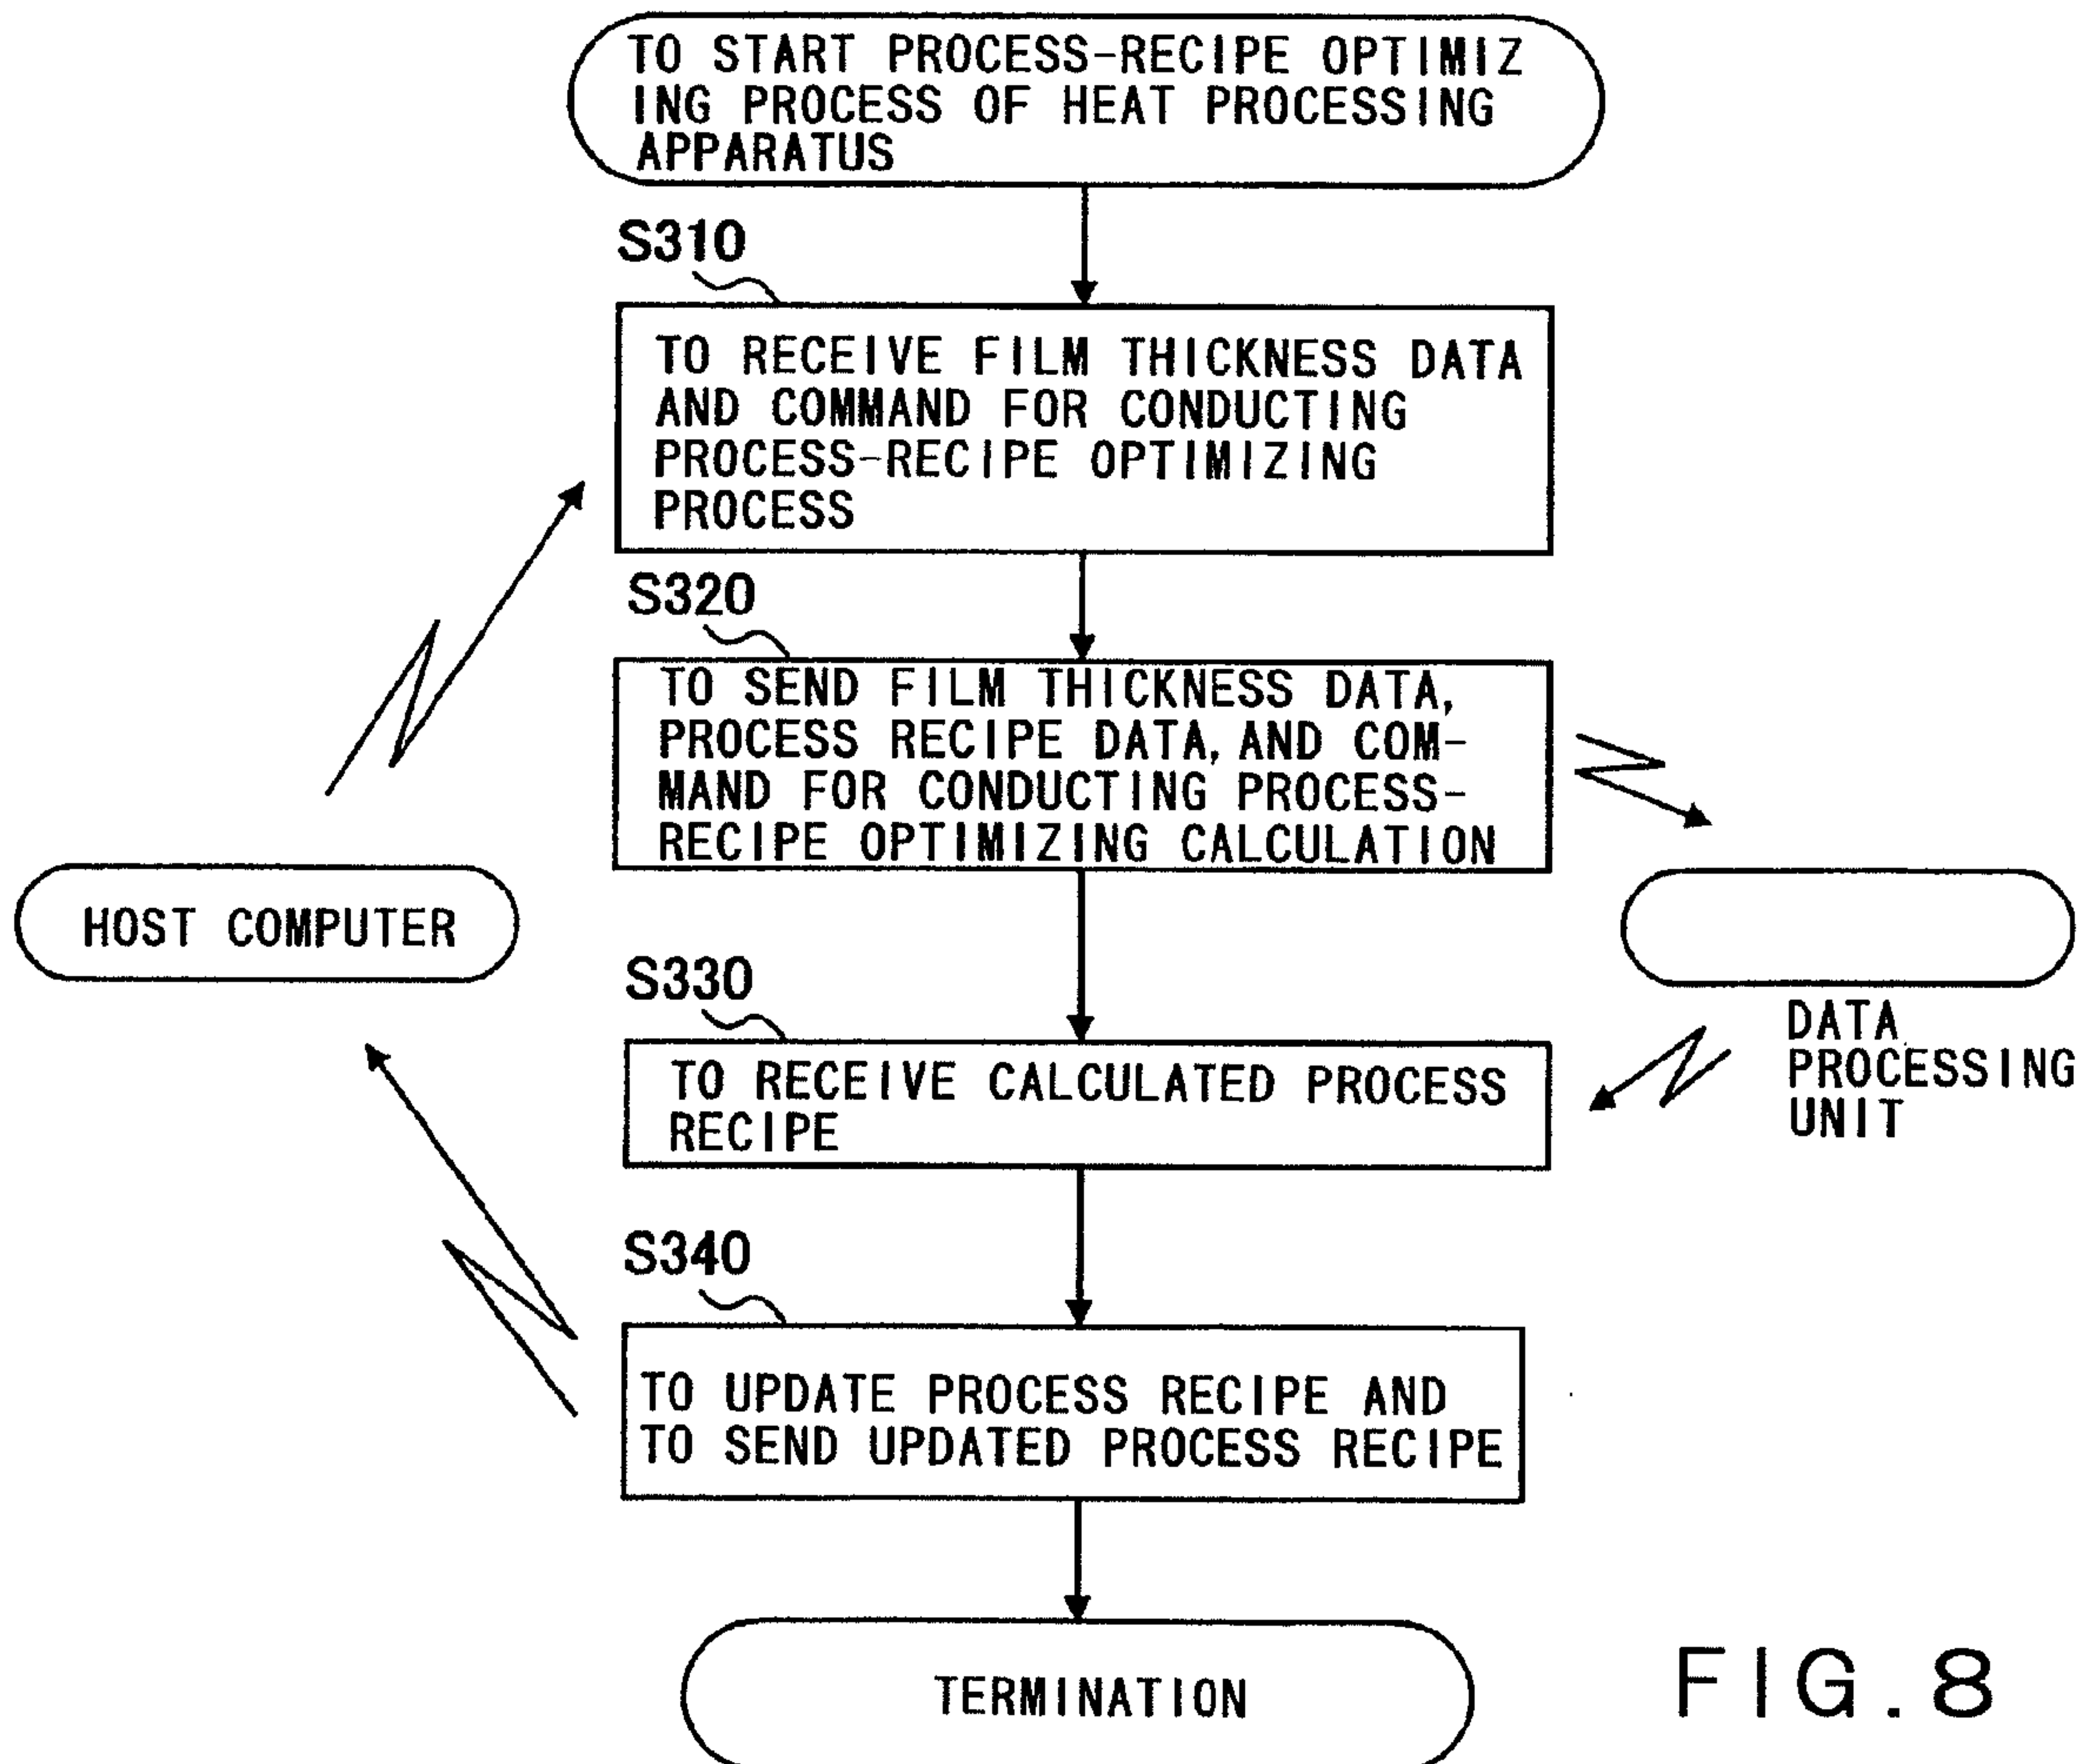 TO START PROCESS-RECIPE OPTIMIZ
ING PROCESS OF HEAT PROCESSING
APPARATUS
S310
TO RECEIVE FILM THICKNESS DATA
AND COMMAND FOR CONDUCTING
PROCESS-RECIPE OPTIMIZING
PROCESS
S320
TO SEND FILM THICKNESS DATA,
PROCESS RECIPE DATA, AND COM-
MAND FOR CONDUCTING PROCESS-
RECIPE OPTIMIZING CALCULATION
HOST COMPUTER
DATA
PROCESSING
UNIT
S330
TO RECEIVE CALCULATED PROCESS
RECIPE
S340
TO UPDATE PROCESS RECIPE AND
TO SEND UPDATED PROCESS RECIPE
TERMINATION
FIG.8